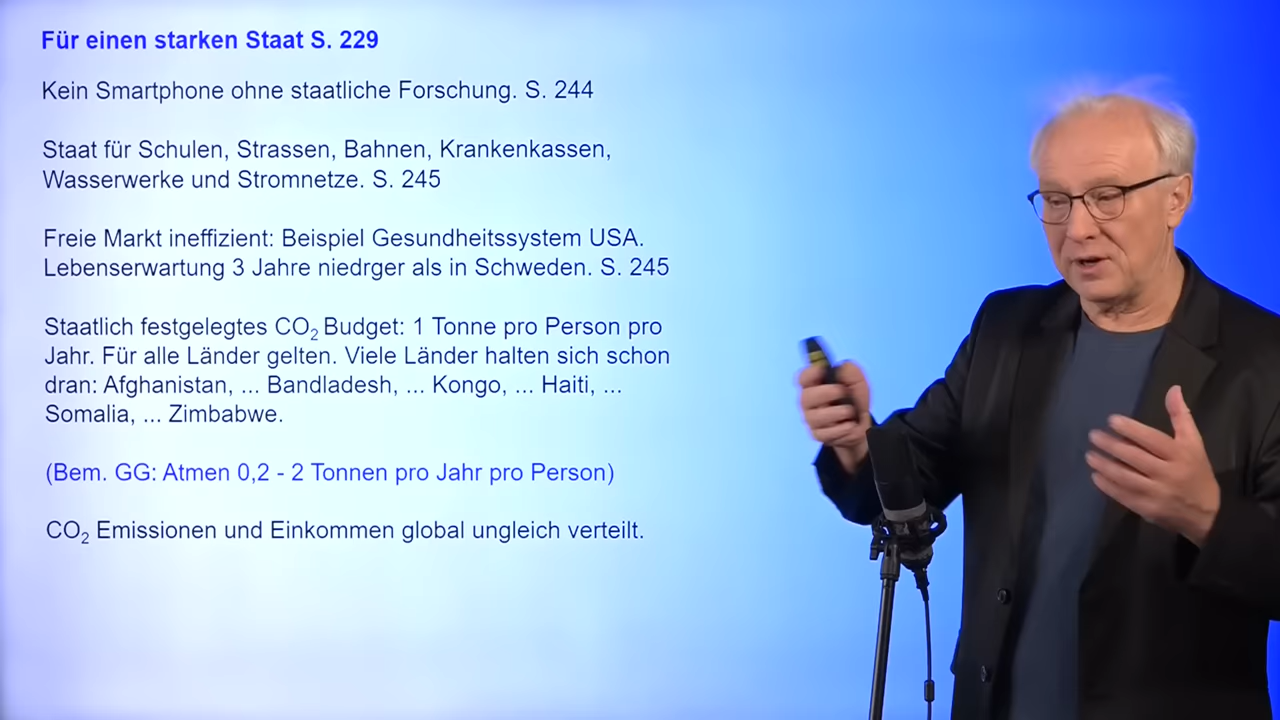 Für einen starken Staat S. 229
Kein Smartphone ohne staatliche Forschung. S. 244
Staat für Schulen, Strassen, Bahnen, Krankenkassen,
Wasserwerke und Stromnetze. S. 245
Freie Markt ineffizient: Beispiel Gesundheitssystem USA.
Lebenserwartung 3 Jahre niedrger als in Schweden. S. 245
Staatlich festgelegtes CO₂ Budget: 1 Tonne pro Person pro
Jahr. Für alle Länder gelten. Viele Länder halten sich schon
dran: Afghanistan, ... Bandladesh, ... Kongo, ... Haiti, ...
Somalia, ... Zimbabwe.
(Bem. GG: Atmen 0,2 - 2 Tonnen pro Jahr pro Person)
CO₂ Emissionen und Einkommen global ungleich verteilt.